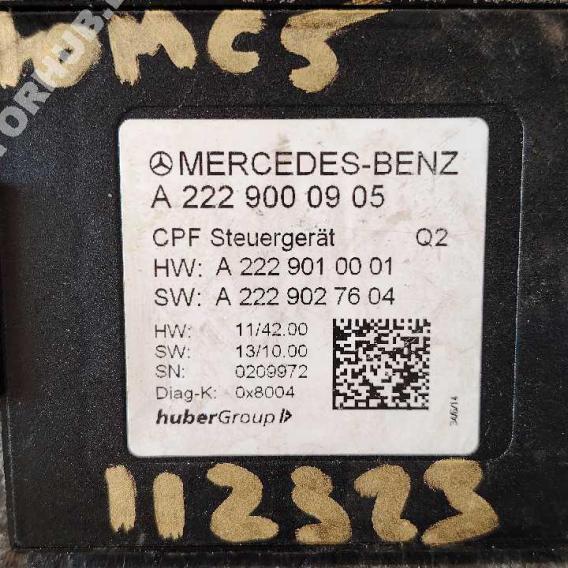 MERCEDES-BENZ
A 222 900 09 05
CPF Steuergerät Q2
HW: A 222 901 00 01
SW: A 222 902 76 04
HW: 11/42.00
SW: 13/10.00
SN: 0209972
Diag-K: 0x8004
huberGroup
112323